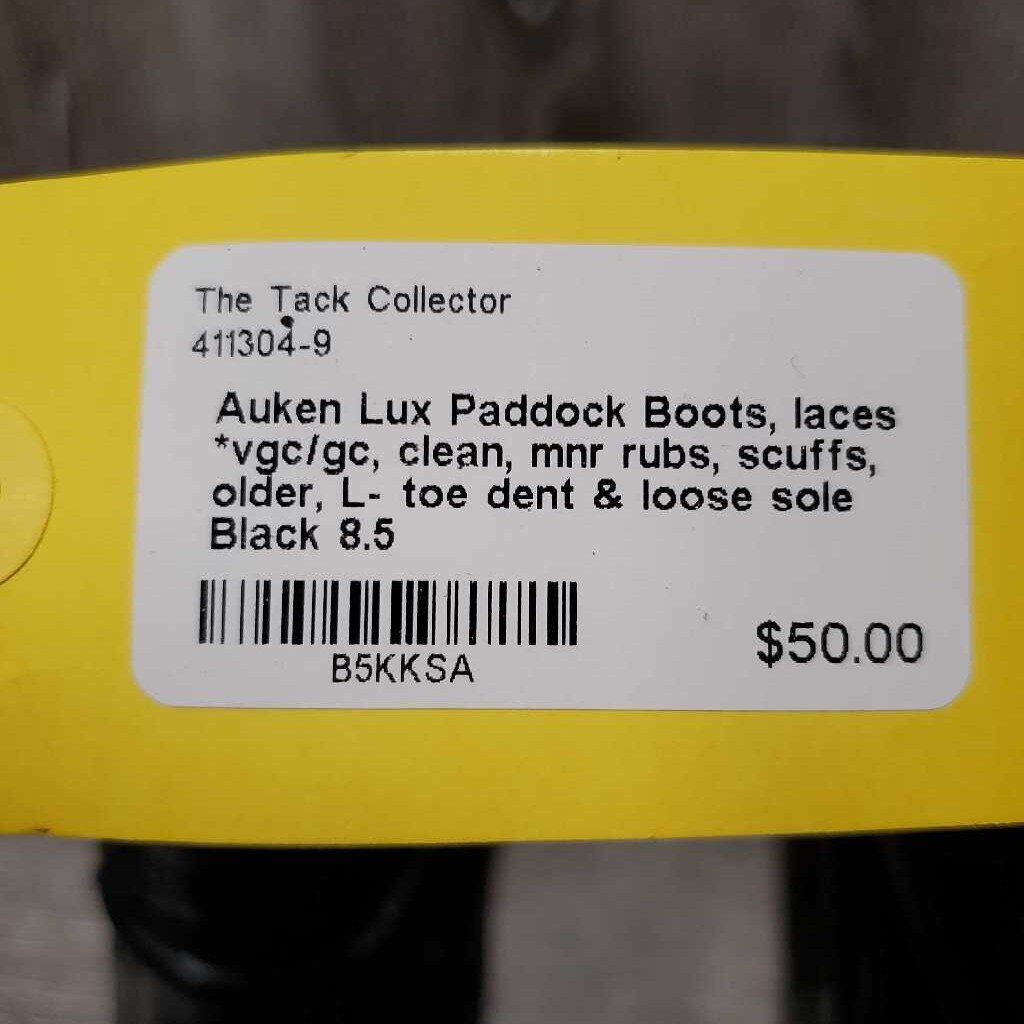 The Tack Collector
411304-9
Auken Lux Paddock Boots, laces
*vgc/gc, clean, mnr rubs, scuffs,
older, L- toe dent & loose sole
Black 8.5
B5KKSA
$50.00